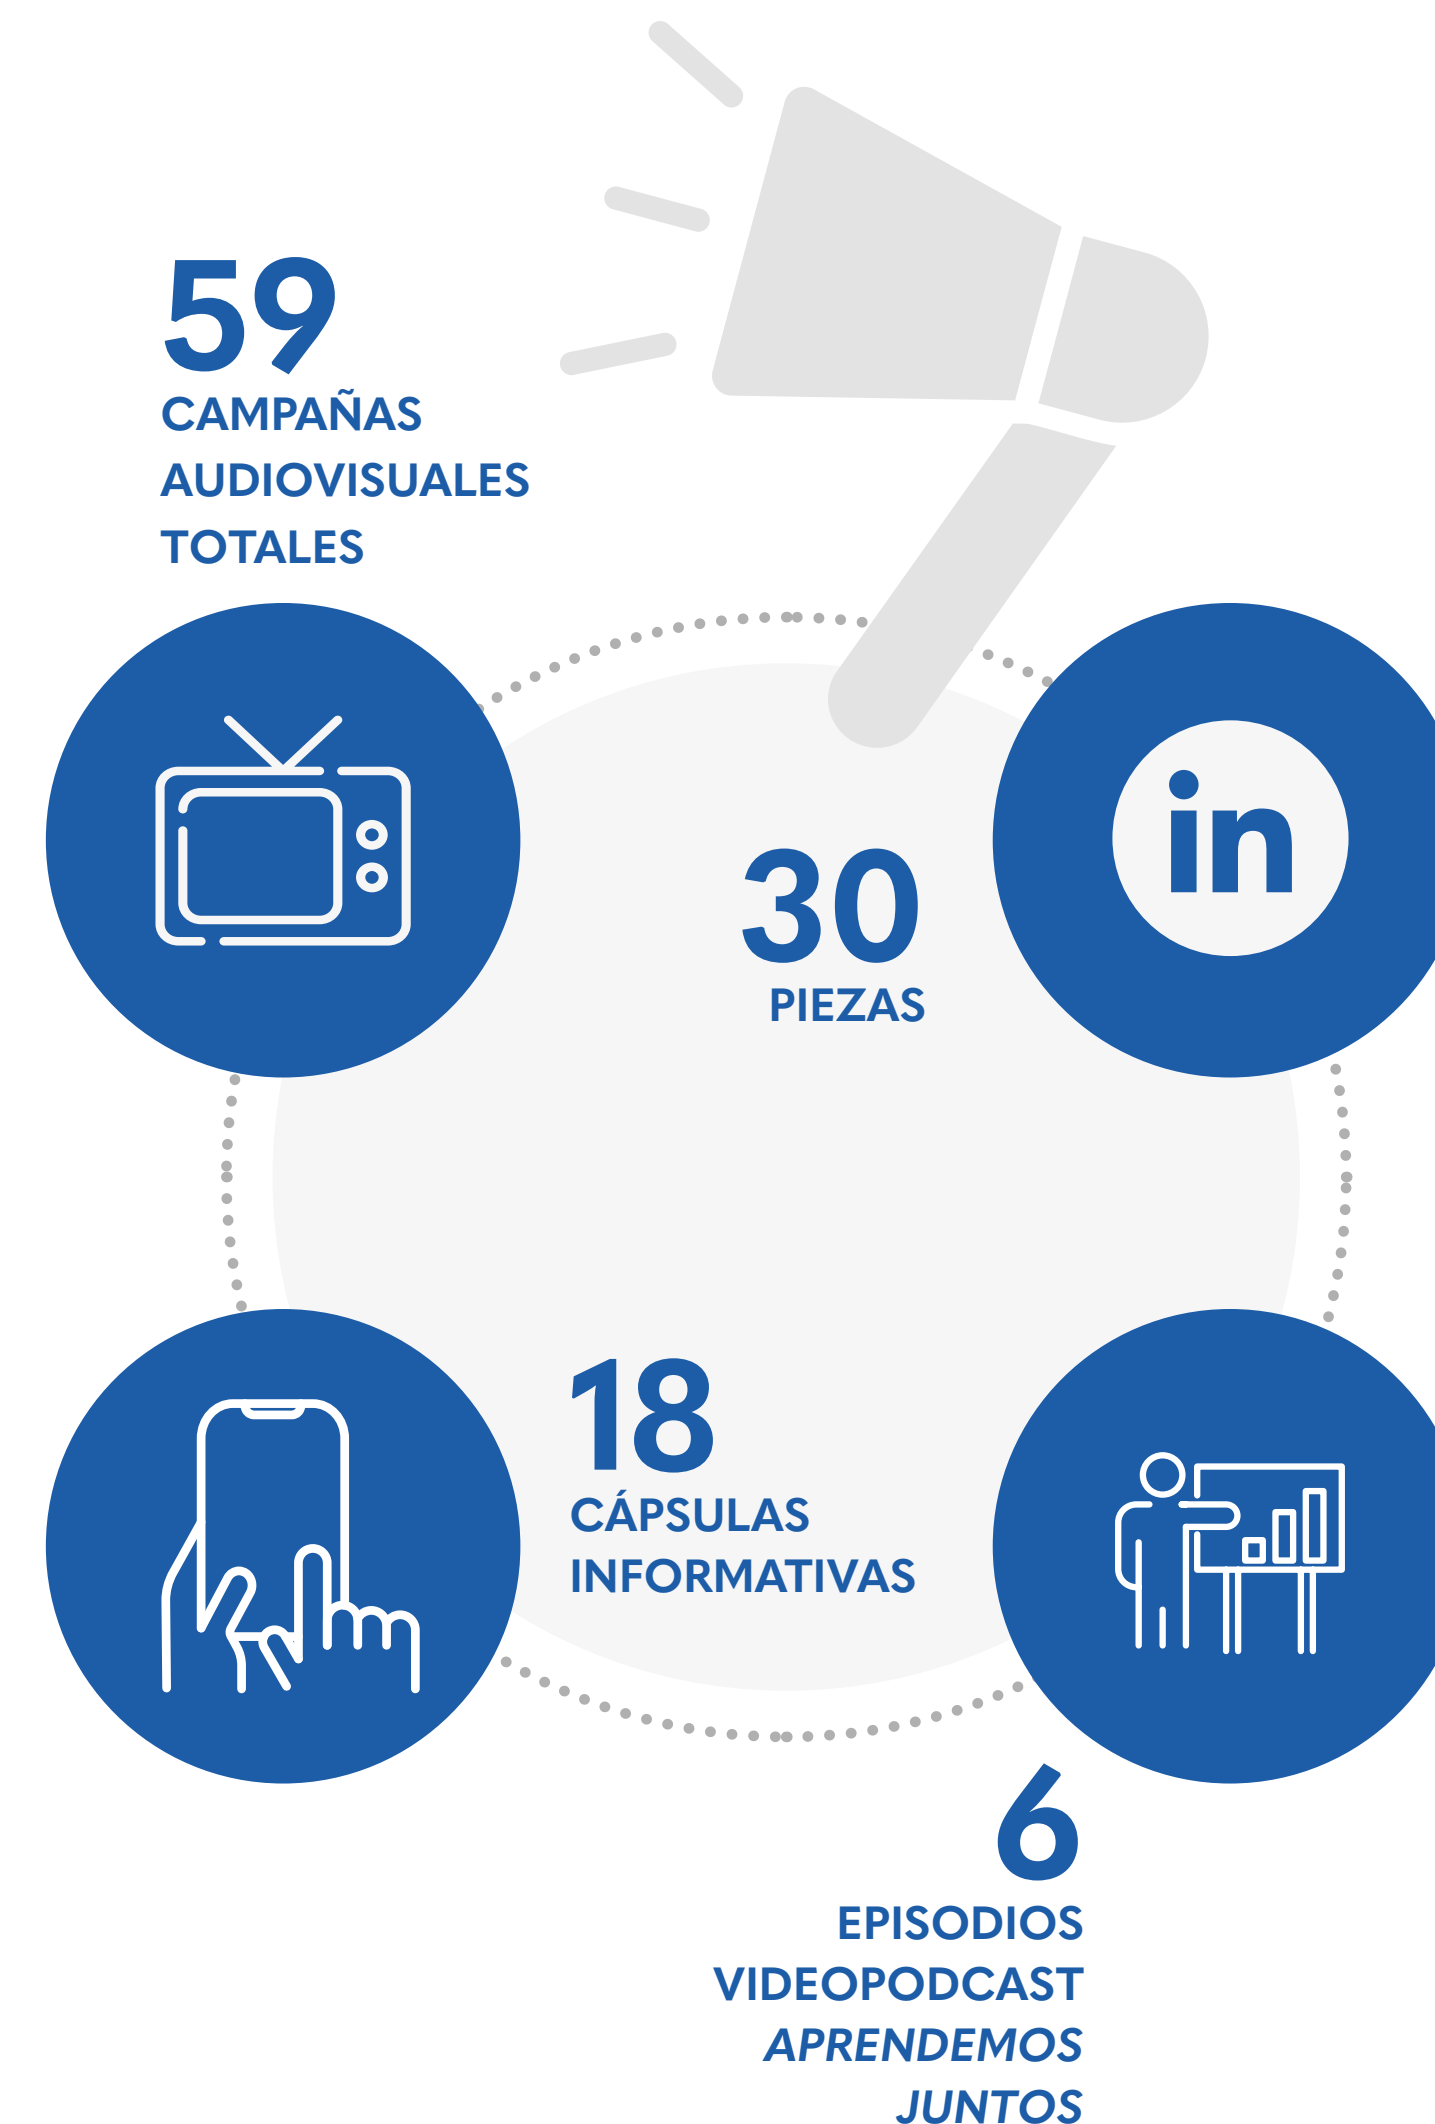 59
CAMPAÑAS
AUDIOVISUALES
TOTALES
in
30
PIEZAS
18
CÁPSULAS
INFORMATIVAS
6
EPISODIOS
VIDEOPODCAST
APRENDEMOS
JUNTOS